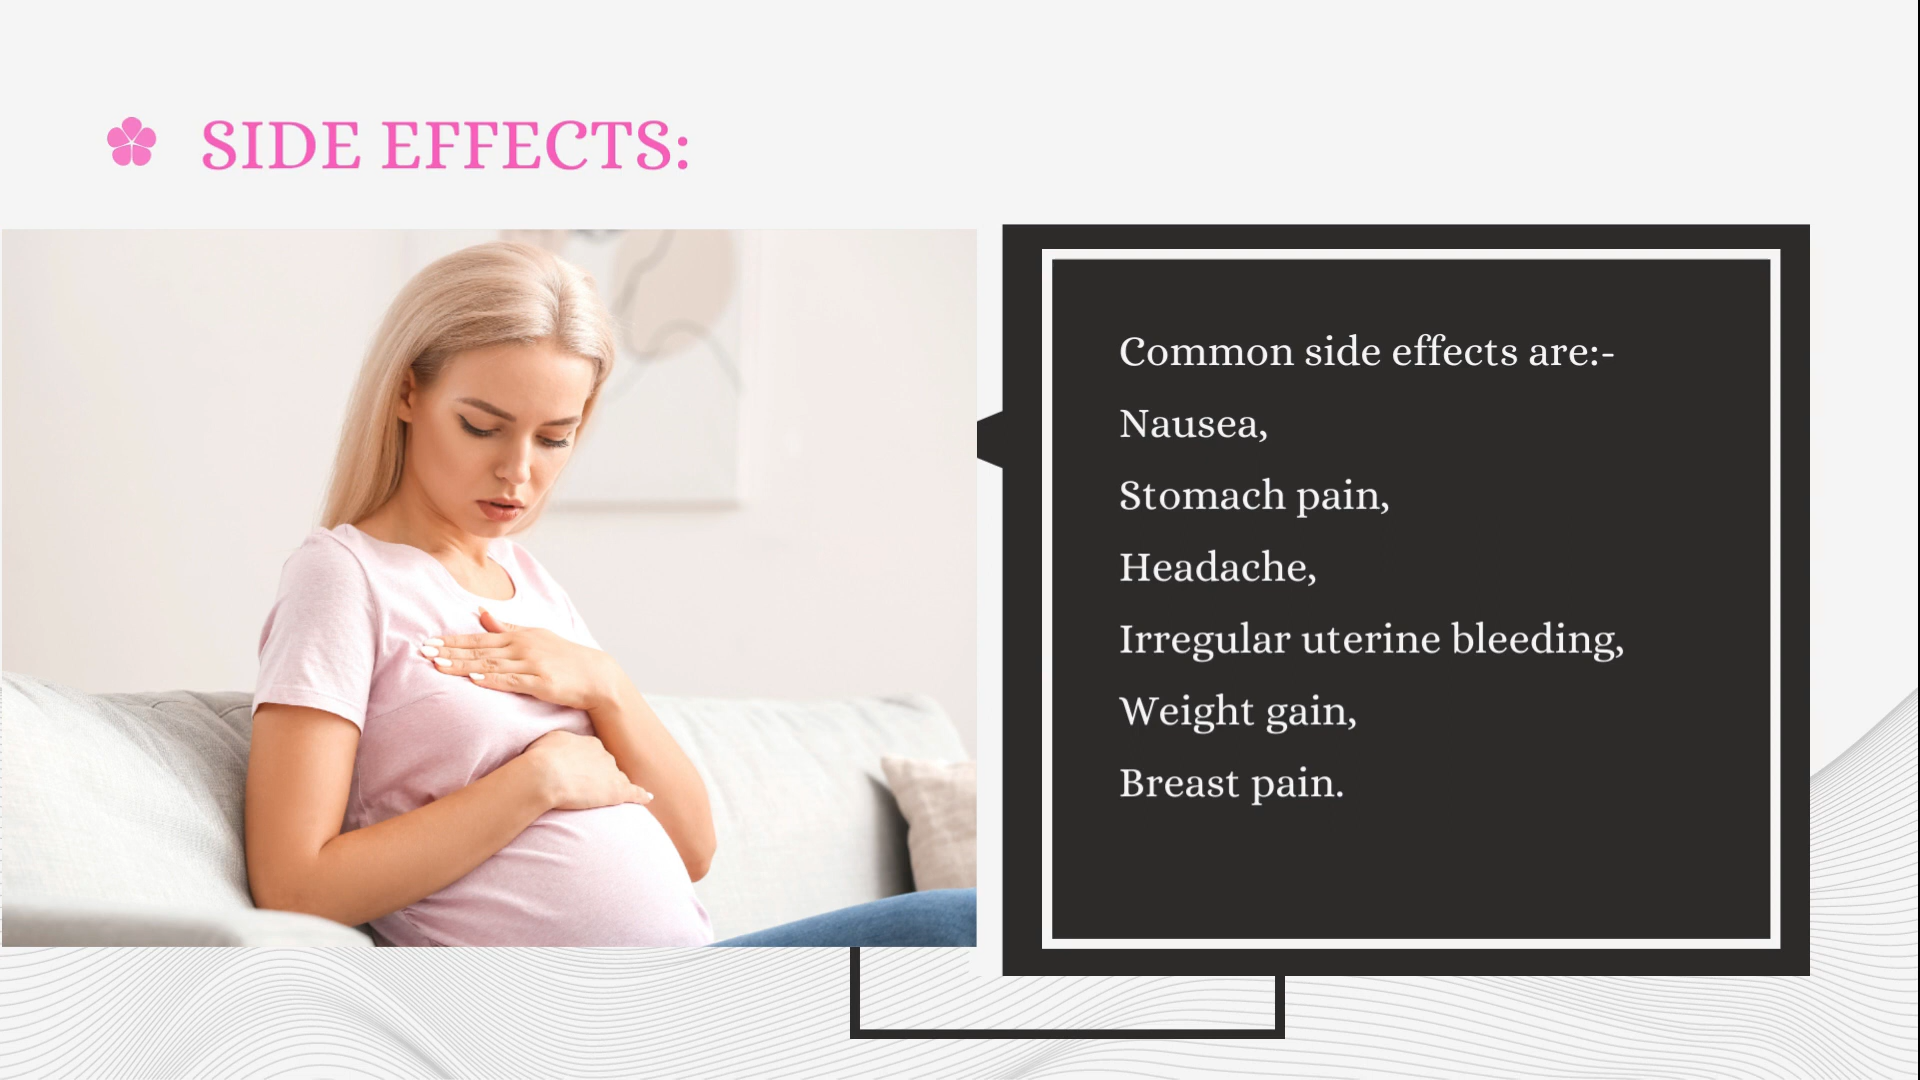 SIDE EFFECTS:
Common side effects are:-
Nausea,
Stomach pain,
Headache,
Irregular uterine bleeding,
Weight gain,
Breast pain.